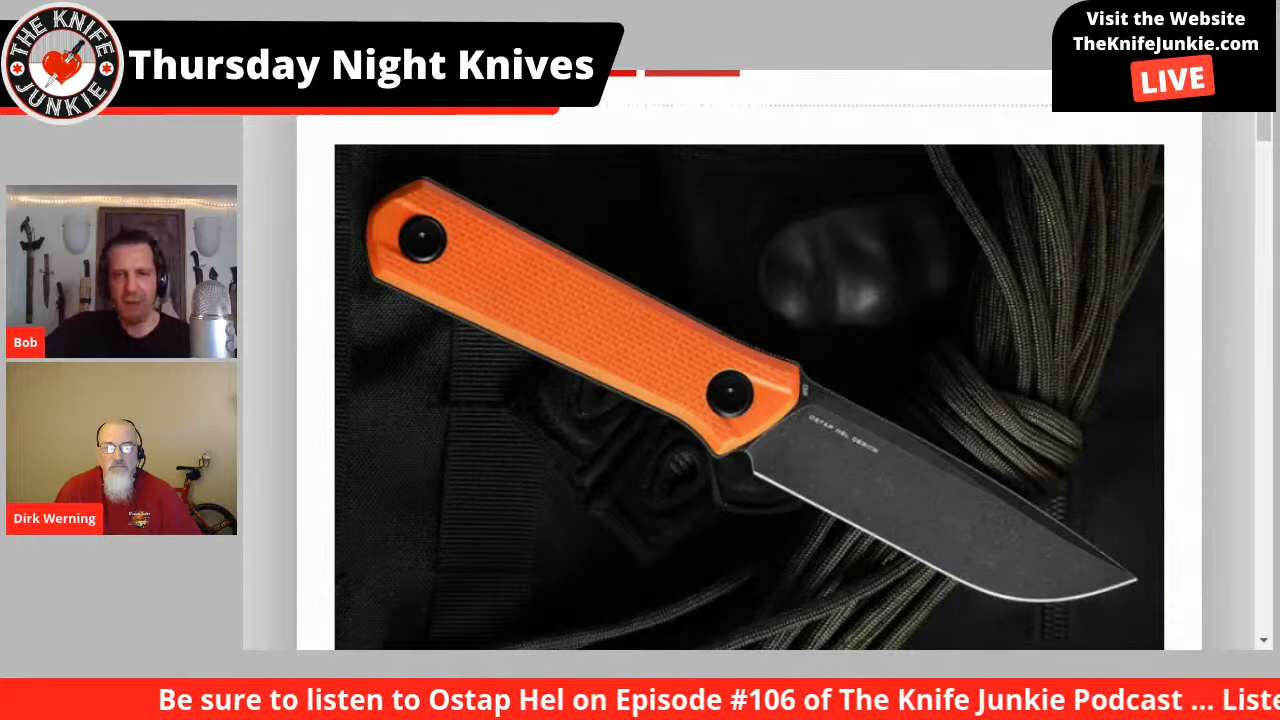 THE KNIFE
JUNKIE
Thursday Night Knives
Visit the Website
TheKnifeJunkie.com
LIVE
Bob
Dirk Werning
OSTAP HEL DESIGN
Be sure to listen to Ostap Hel on Episode #106 of The Knife Junkie Podcast ... Liste